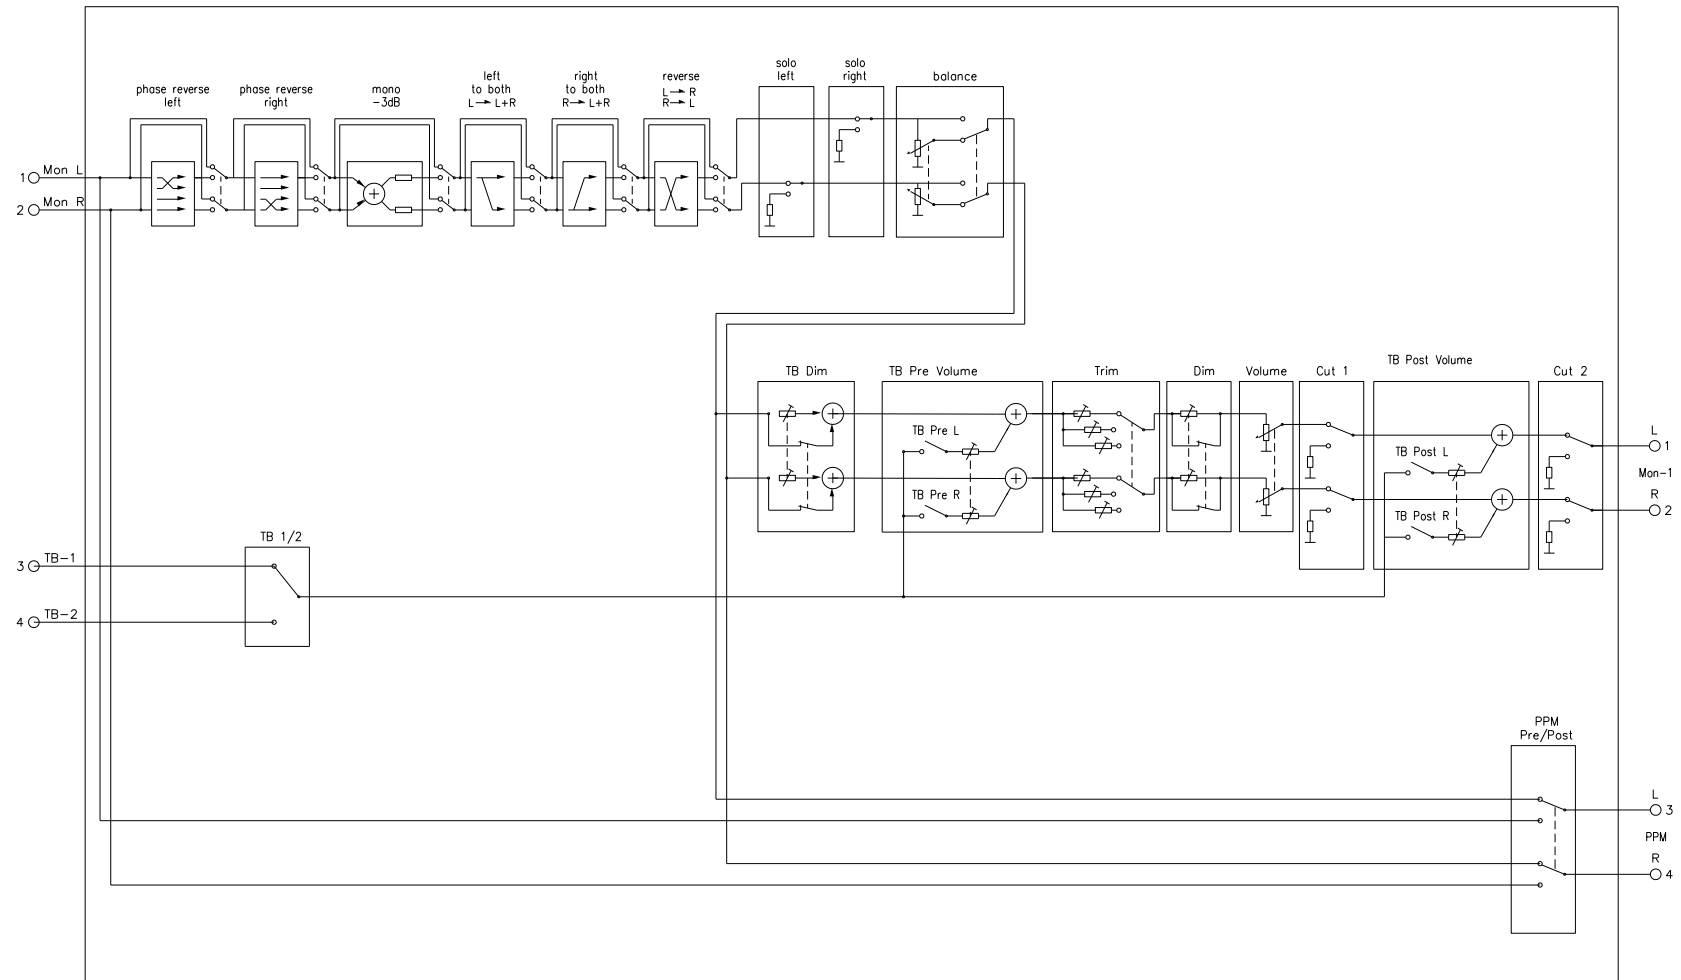 solo
left
solo
right
balance
phase reverse
left
phase reverse
right
mono
-3dB
left
to both
L→ L+R
right
to both
R→ L+R
reverse
L → R
R→ L
1 Mon L
2 Mon R
TB Dim
TB Pre Volume
Trim
Dim
Volume
Cut 1
TB Post Volume
Cut 2
TB Pre L
TB Pre R
TB Post L
TB Post R
L
1
Mon-1
R
2
TB 1/2
3 TB-1
4 TB-2
PPM
Pre/Post
L
3
PPM
R
4